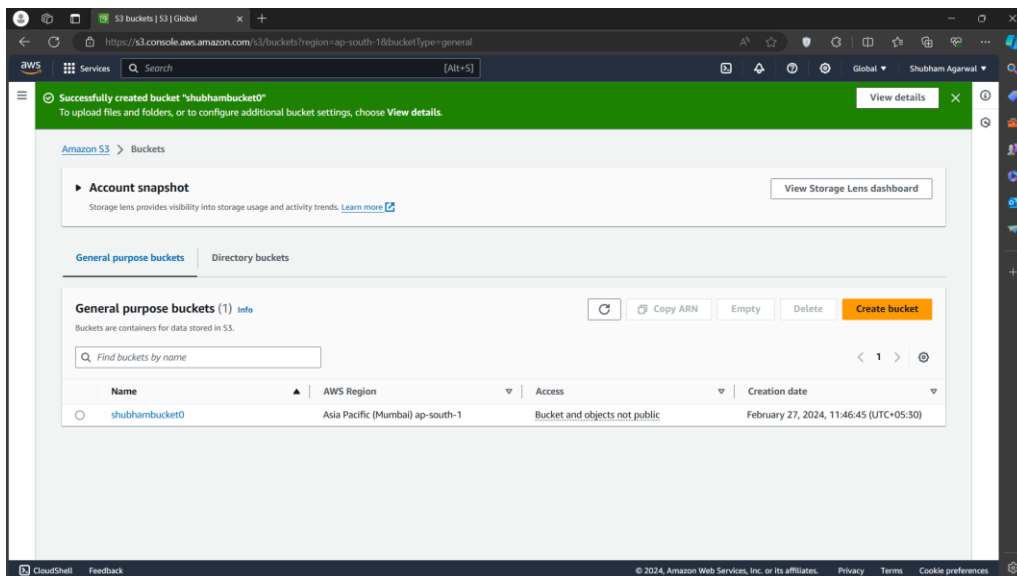 S3 buckets | S3 | Global
https://s3.console.aws.amazon.com/s3/buckets?region=ap-south-1&bucketType=general
aws Services Search [Alt+S] Global Shubham Agarwal
Successfully created bucket "shubhambucket0" View details
To upload files and folders, or to configure additional bucket settings, choose View details.
Amazon S3 > Buckets
Account snapshot View Storage Lens dashboard
Storage lens provides visibility into storage usage and activity trends. Learn more
General purpose buckets Directory buckets
General purpose buckets (1) Info Copy ARN Empty Delete Create bucket
Buckets are containers for data stored in S3.
Find buckets by name 1
Name AWS Region Access Creation date
shubhambucket0 Asia Pacific (Mumbai) ap-south-1 Bucket and objects not public February 27, 2024, 11:46:45 (UTC+05:30)
CloudShell Feedback © 2024, Amazon Web Services, Inc. or its affiliates. Privacy Terms Cookie preferences